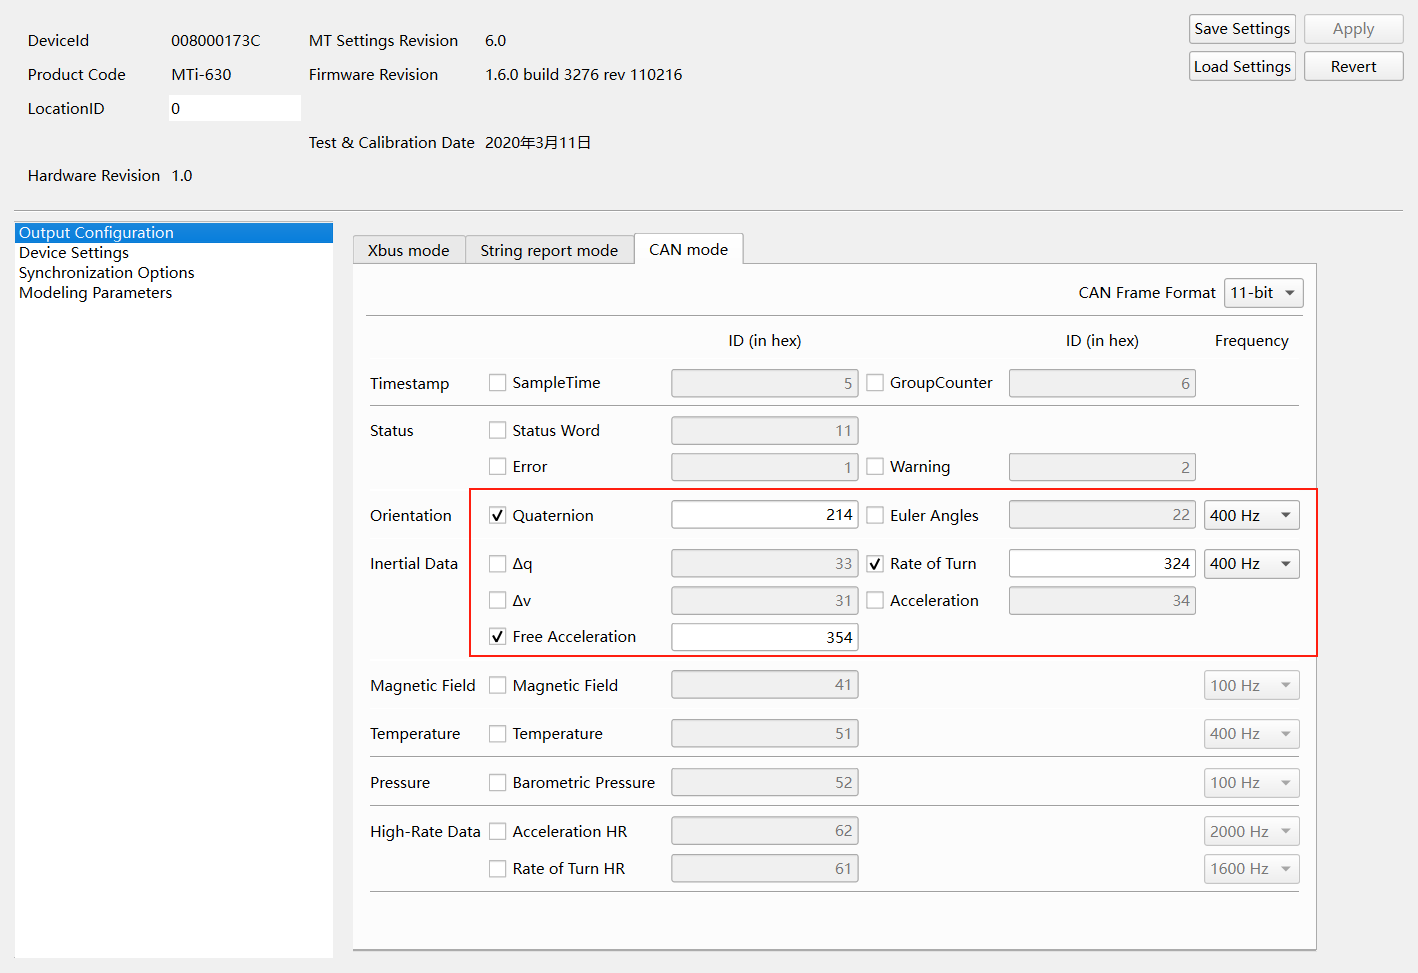 DeviceId 008000173C MT Settings Revision 6.0 Save Settings Apply
Product Code MTi-630 Firmware Revision 1.6.0 build 3276 rev 110216 Load Settings Revert
LocationID 0
Test & Calibration Date 2020年3月11日
Hardware Revision 1.0
Output Configuration
Device Settings
Synchronization Options
Modeling Parameters
Xbus mode String report mode CAN mode
CAN Frame Format 11-bit
ID (in hex) ID (in hex) Frequency
Timestamp SampleTime 5 GroupCounter 6
Status Status Word 11
Error 1 Warning 2
Orientation Quaternion 214 Euler Angles 22 400 Hz
Inertial Data Δq 33 Rate of Turn 324 400 Hz
Δv 31 Acceleration 34
Free Acceleration 354
Magnetic Field Magnetic Field 41 100 Hz
Temperature Temperature 51 400 Hz
Pressure Barometric Pressure 52 100 Hz
High-Rate Data Acceleration HR 62 2000 Hz
Rate of Turn HR 61 1600 Hz